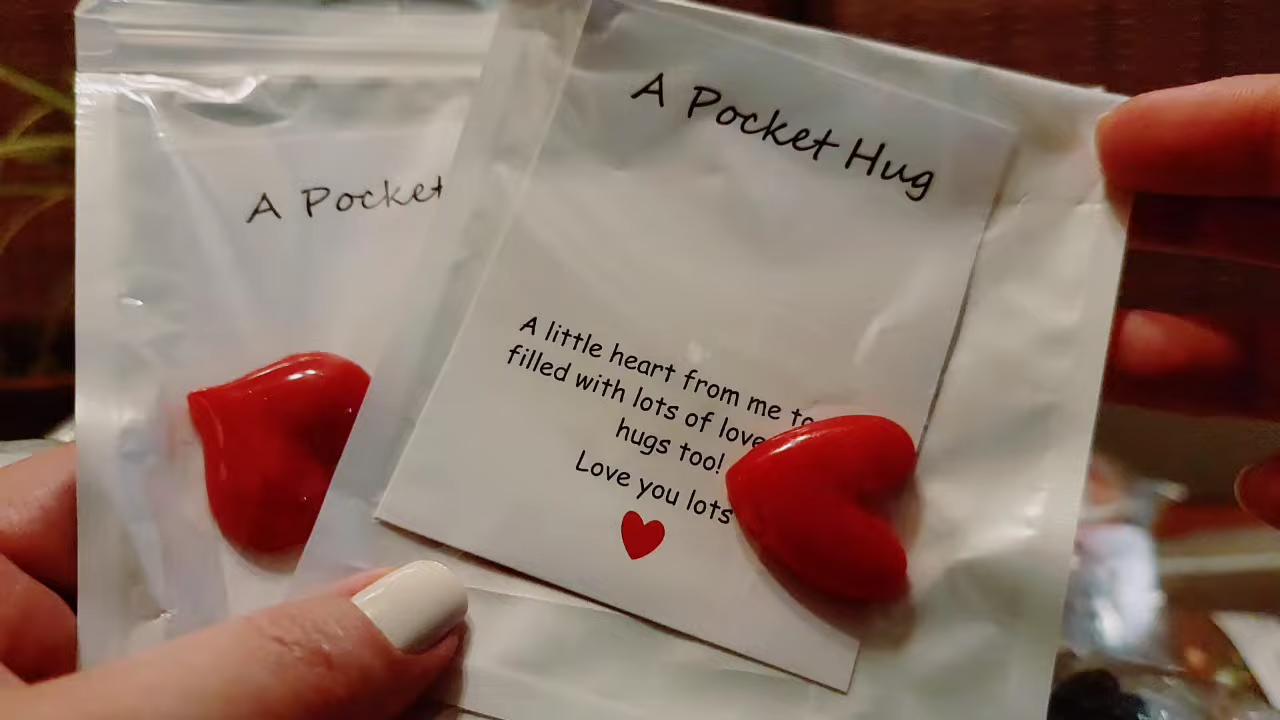 A Pocket
A Pocket Hug
A little heart from me to
filled with lots of love
hugs too!
Love you lots